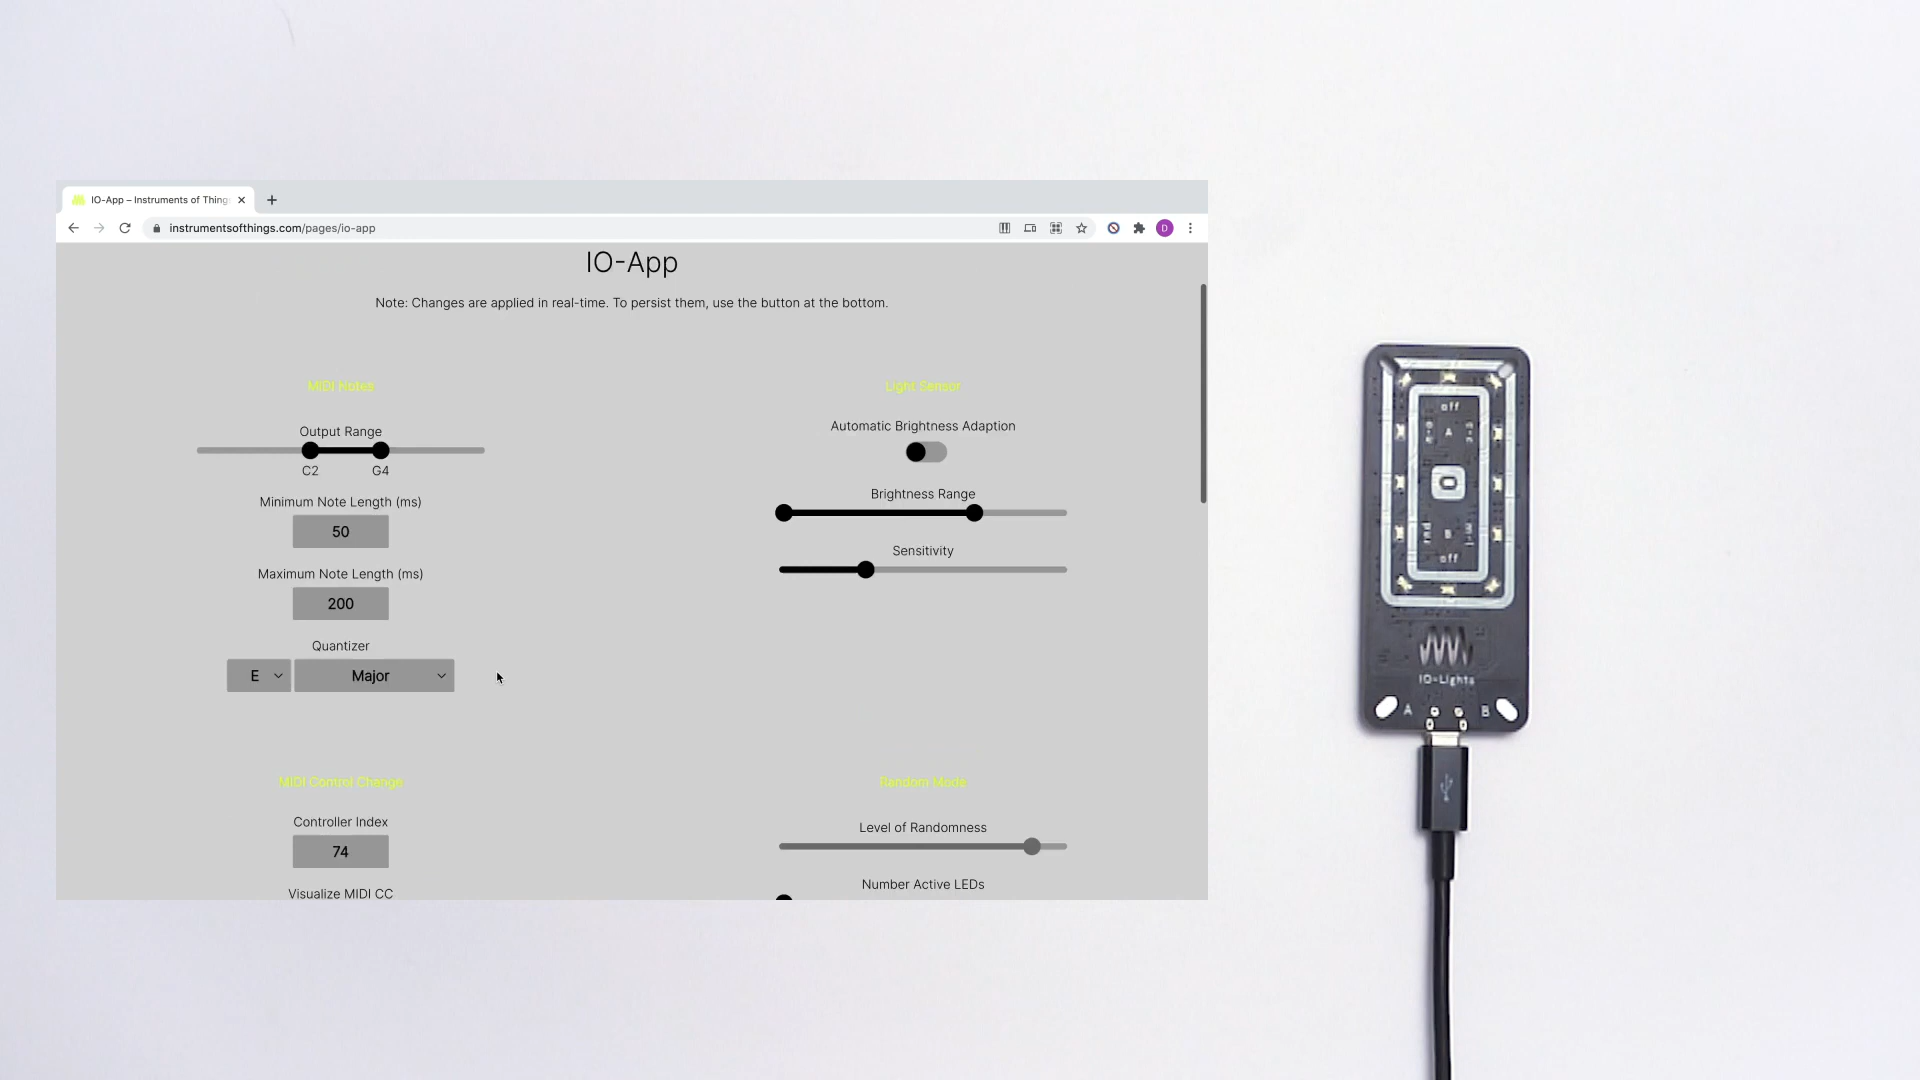 IO-App – Instruments of Thing
instrumentsofthings.com/pages/io-app
D
IO-App
Note: Changes are applied in real-time. To persist them, use the button at the bottom.
MIDI Notes
Output Range
C2 G4
Minimum Note Length (ms)
50
Maximum Note Length (ms)
200
Quantizer
E Major
Light Sensor
Automatic Brightness Adaption
Brightness Range
Sensitivity
MIDI Control Change
Controller Index
74
Visualize MIDI CC
Random Mode
Level of Randomness
Number Active LEDs
off
A
B
off
IO-Lights
A B